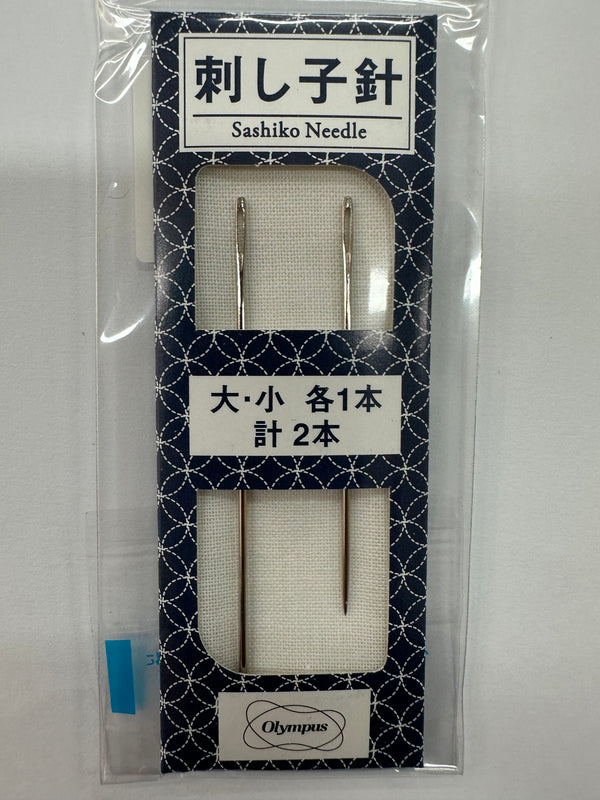 刺し子針
Sashiko Needle
大·小 各1本
計 2本
Olympus